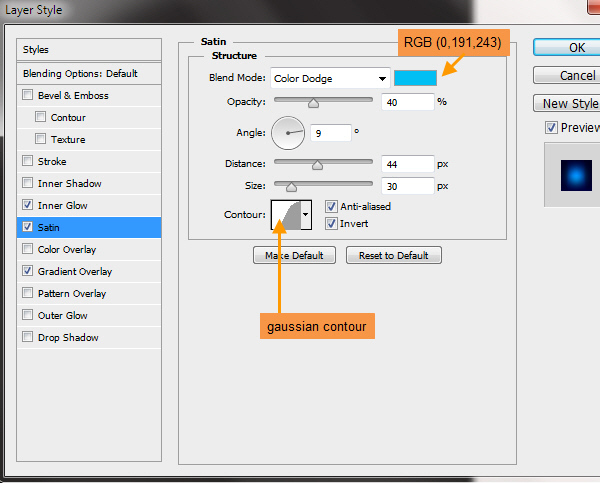 Layer Style
Styles
Blending Options: Default
Bevel & Emboss
Contour
Texture
Stroke
Inner Shadow
Inner Glow
Satin
Color Overlay
Gradient Overlay
Pattern Overlay
Outer Glow
Drop Shadow
Satin
Structure
RGB (0,191,243)
Blend Mode: Color Dodge
Opacity: 40 %
Angle: 9 °
Distance: 44 px
Size: 30 px
Contour:
Anti-aliased
Invert
Make Default Reset to Default
gaussian contour
OK
Cancel
New Style
Preview